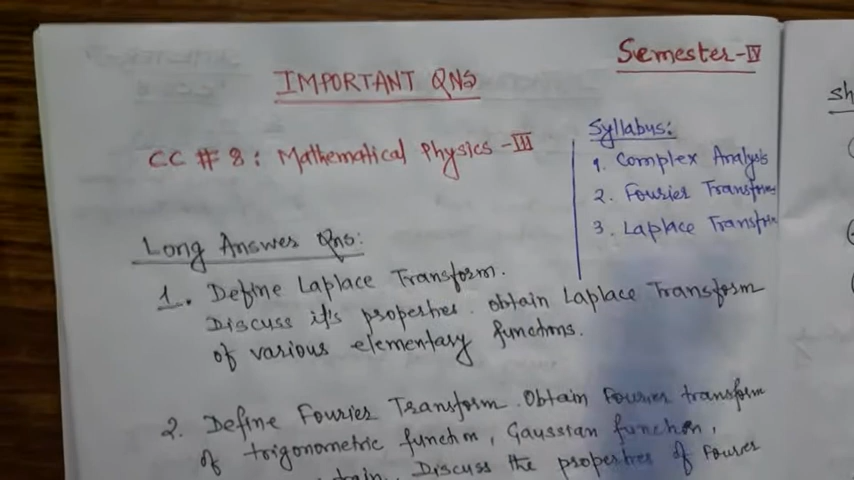 Semester-IV
IMPORTANT QNS
CC # 8: Mathematical Physics -III
Syllabus:
1. Complex Analysis
2. Fourier Transform
3. Laplace Transform
Long Answer Qns:
1. Define Laplace Transform.
Discuss it's properties. obtain Laplace Transform
of various elementary functions.
2. Define Fourier Transform. Obtain Fourier transform
of trigonometric function, Gaussian function,
Discuss the properties of Fourier
Sh